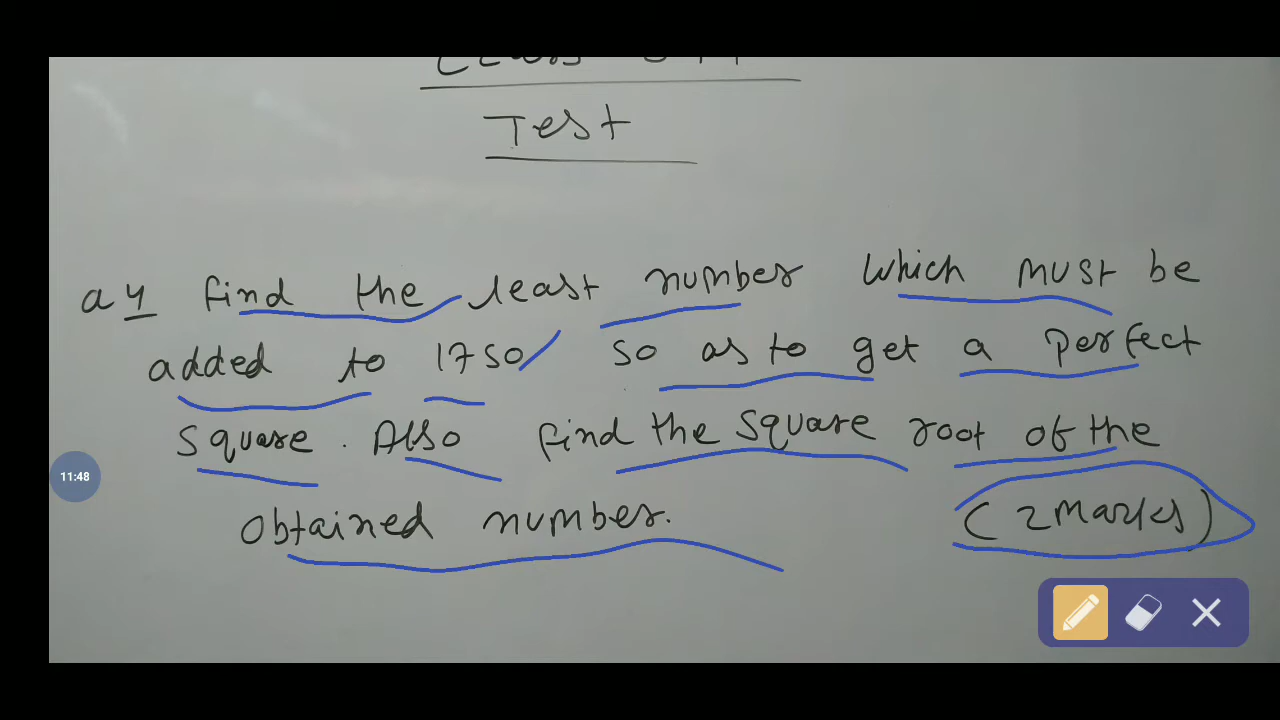 Test
Q4 find the least number which must be
added to 1750 so as to get a perfect
square. Also find the square root of the
obtained number.
(2 Marks)
11:48